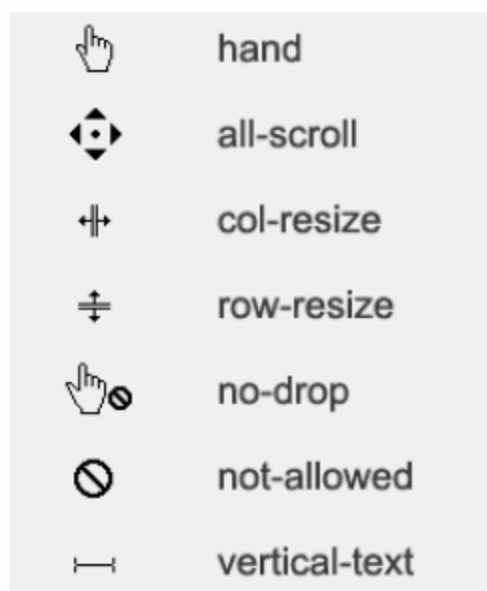 hand
all-scroll
col-resize
row-resize
no-drop
not-allowed
vertical-text